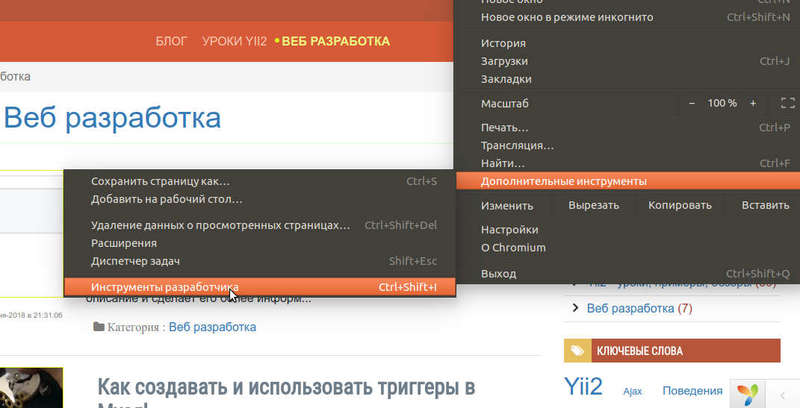 Новое окно
Новое окно в режиме инкогнито Ctrl+Shift+N
БЛОГ УРОКИ YII2 ВЕБ РАЗРАБОТКА
История
Загрузки Ctrl+J
Закладки
ботка
Масштаб − 100 % +
Веб разработка
Печать… Ctrl+P
Трансляция…
Найти… Ctrl+F
Дополнительные инструменты
Изменить Вырезать Копировать Вставить
Настройки
О Chromium
Выход Ctrl+Shift+Q
Сохранить страницу как… Ctrl+S
Добавить на рабочий стол…
Удаление данных о просмотренных страницах… Ctrl+Shift+Del
Расширения
Диспетчер задач Shift+Esc
Инструменты разработчика Ctrl+Shift+I
описание и сделает его более информ...
ня-2018 в 21:31:06
Категория : Веб разработка
Yii2 - уроки, примеры, обзоры
Веб разработка (7)
КЛЮЧЕВЫЕ СЛОВА
Yii2 Ajax Поведения
Как создавать и использовать триггеры в